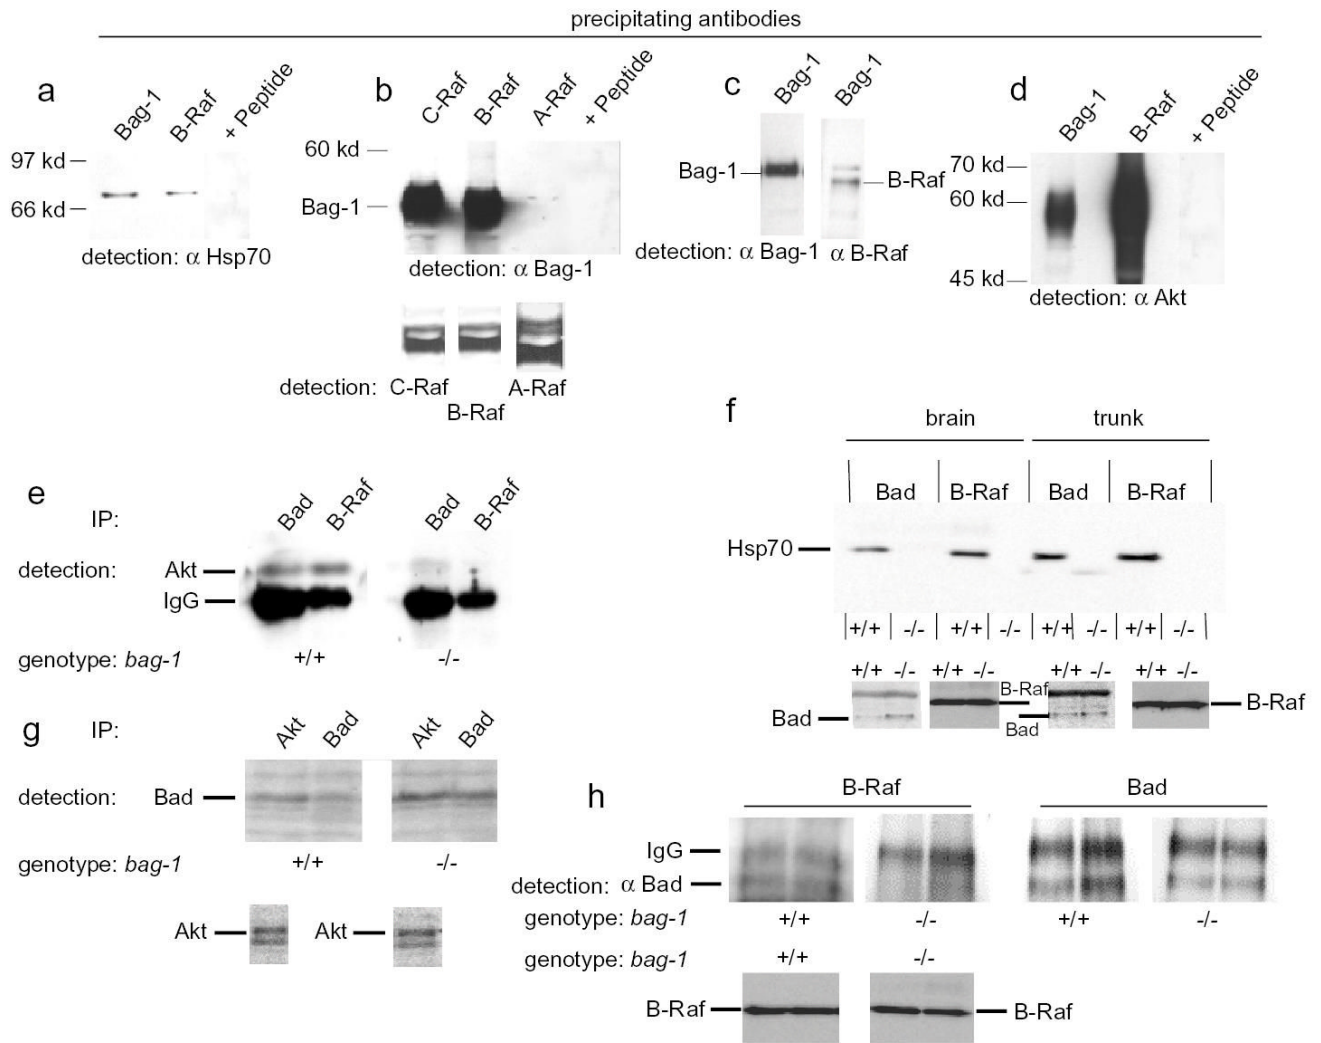 precipitating antibodies
a
Bag-1
B-Raf
+ Peptide
97 kd
66 kd
detection: α Hsp70
b
C-Raf
B-Raf
A-Raf
+ Peptide
60 kd
Bag-1
detection: α Bag-1
detection: C-Raf
B-Raf
A-Raf
c
Bag-1
Bag-1
Bag-1
B-Raf
detection: α Bag-1
α B-Raf
d
Bag-1
B-Raf
+ Peptide
70 kd
60 kd
45 kd
detection: α Akt
e
IP:
Bad
B-Raf
Bad
B-Raf
detection: Akt
IgG
genotype: bag-1
+/+
-/-
f
brain
trunk
Bad
B-Raf
Bad
B-Raf
Hsp70
+/+ -/- +/+ -/- +/+ -/- +/+ -/-
+/+ -/- +/+ -/- +/+ -/- +/+ -/-
Bad
B-Raf
Bad
B-Raf
g
IP:
Akt
Bad
Akt
Bad
detection: Bad
genotype: bag-1
+/+
-/-
Akt
Akt
h
B-Raf
Bad
IgG
detection: α Bad
genotype: bag-1
+/+ -/- +/+ -/-
genotype: bag-1
+/+ -/-
B-Raf
B-Raf